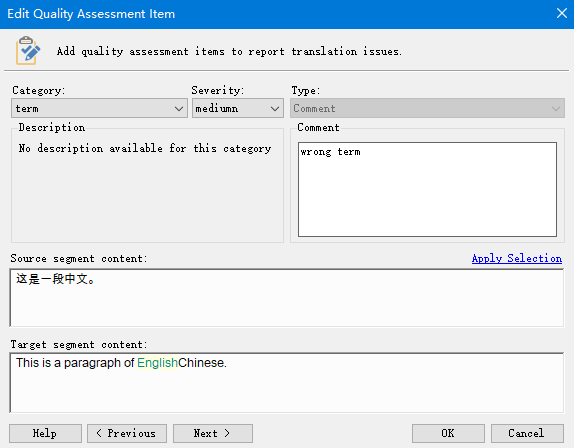 Edit Quality Assessment Item
Add quality assessment items to report translation issues.
Category: Severity: Type:
term mediumn Comment
Description Comment
No description available for this category wrong term
Source segment content: Apply Selection
这是一段中文。
Target segment content:
This is a paragraph of EnglishChinese.
Help < Previous Next > OK Cancel